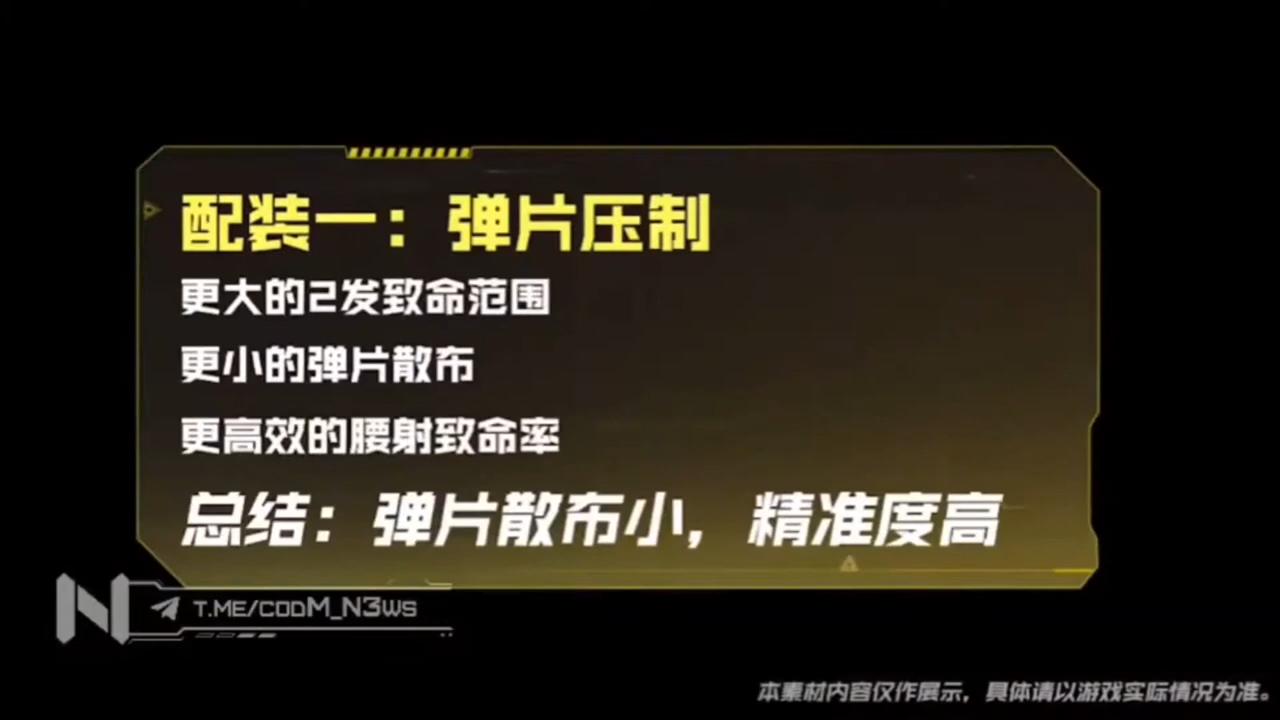 配装一：弹片压制
更大的2发致命范围
更小的弹片散布
更高效的腰射致命率
总结：弹片散布小，精准度高
N T.ME/CODM_N3WS
本素材内容仅作展示，具体请以游戏实际情况为准。